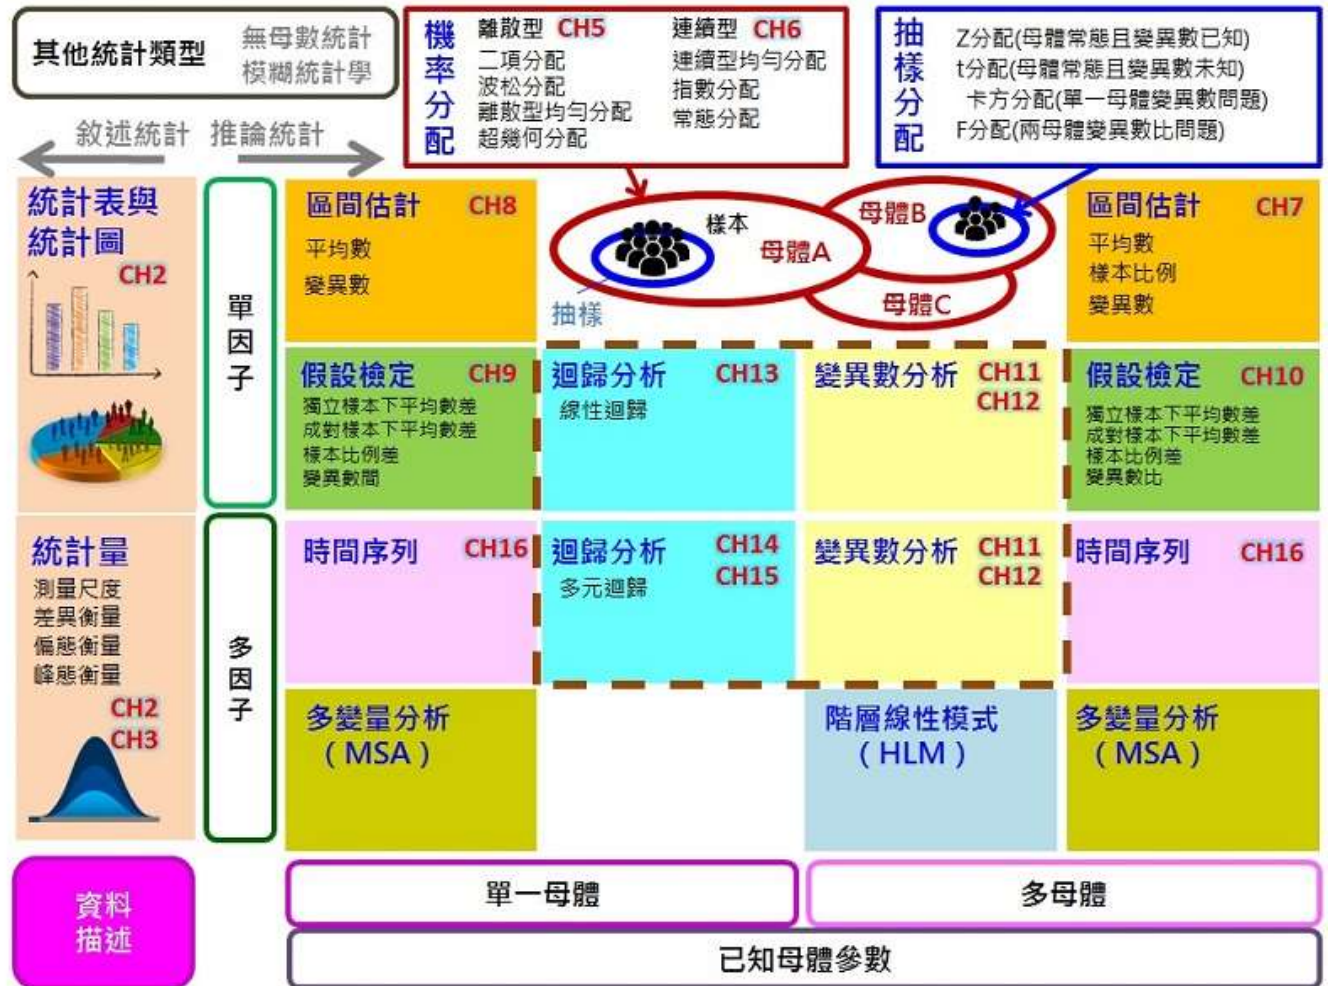 其他統計類型
無母數統計
模糊統計學
敘述統計 推論統計
機率分配
離散型 CH5
二項分配
波松分配
離散型均勻分配
超幾何分配
連續型 CH6
連續型均勻分配
指數分配
常態分配
抽樣分配
Z分配(母體常態且變異數已知)
t分配(母體常態且變異數未知)
卡方分配(單一母體變異數問題)
F分配(兩母體變異數比問題)
統計表與
統計圖
CH2
單因子
區間估計 CH8
平均數
變異數
樣本
母體A
抽樣
母體B
母體C
區間估計 CH7
平均數
樣本比例
變異數
假設檢定 CH9
獨立樣本下平均數差
成對樣本下平均數差
樣本比例差
變異數間
迴歸分析 CH13
線性迴歸
變異數分析 CH11
CH12
假設檢定 CH10
獨立樣本下平均數差
成對樣本下平均數差
樣本比例差
變異數比
統計量
測量尺度
差異衡量
偏態衡量
峰態衡量
CH2
CH3
多因子
時間序列 CH16
迴歸分析 CH14
CH15
多元迴歸
變異數分析 CH11
CH12
時間序列 CH16
多變量分析
(MSA)
階層線性模式
(HLM)
多變量分析
(MSA)
資料
描述
單一母體
多母體
已知母體參數